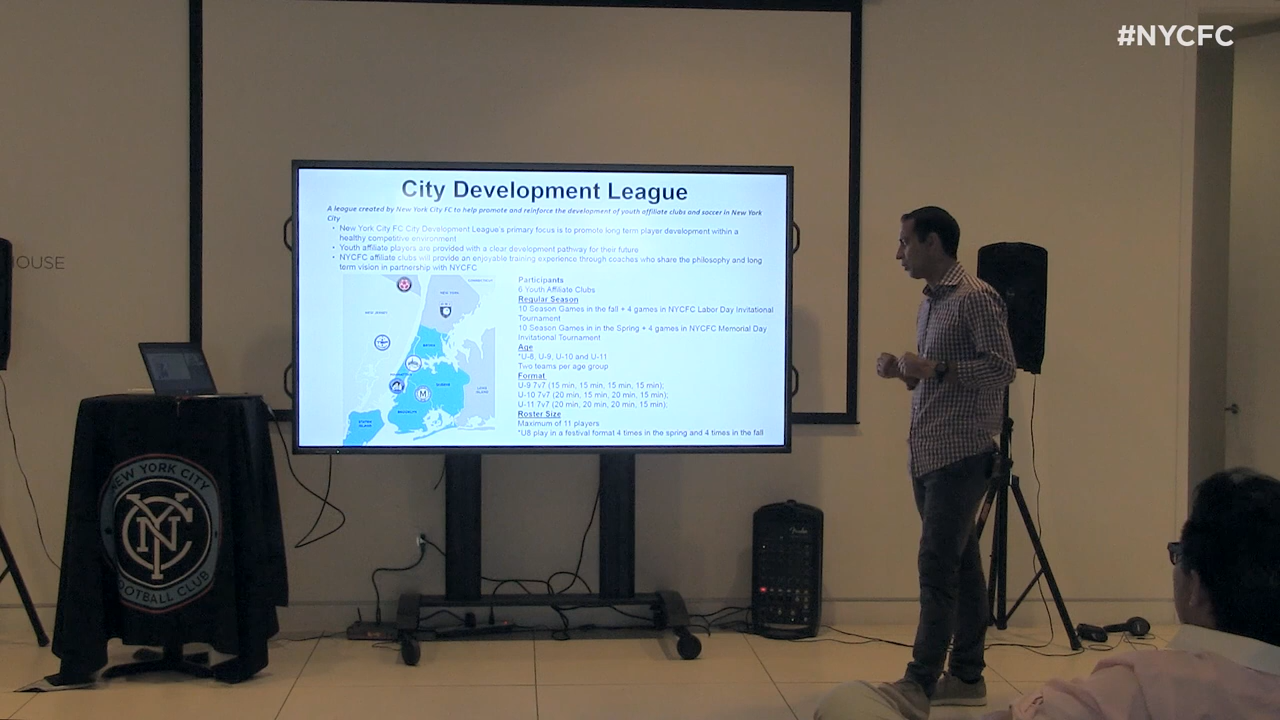 #NYCFC
City Development League
A league created by New York City FC to help promote and reinforce the development of youth affiliate clubs and soccer in New York
City
• New York City FC City Development League's primary focus is to promote long term player development within a
healthy competitive environment
• Youth affiliate players are provided with a clear development pathway for their future
• NYCFC affiliate clubs will provide an enjoyable training experience through coaches who share the philosophy and long
term vision in partnership with NYCFC
Participants
6 Youth Affiliate Clubs
Regular Season
10 Season Games in the fall + 4 games in NYCFC Labor Day Invitational
Tournament
10 Season Games in in the Spring + 4 games in NYCFC Memorial Day
Invitational Tournament
Age
*U-8, U-9, U-10 and U-11
Two teams per age group
Format
U-9 7v7 (15 min, 15 min, 15 min, 15 min);
U-10 7v7 (20 min, 15 min, 20 min, 15 min);
U-11 7v7 (20 min, 20 min, 20 min, 15 min);
Roster Size
Maximum of 11 players
*U8 play in a festival format 4 times in the spring and 4 times in the fall
CONNECTICUT
NEW YORK
NEW JERSEY
BRONX
QUEENS
LONG
ISLAND
BROOKLYN
STATEN
ISLAND
M
OUSE
NEW YORK CITY
NYC
FOOTBALL CLUB
Fender